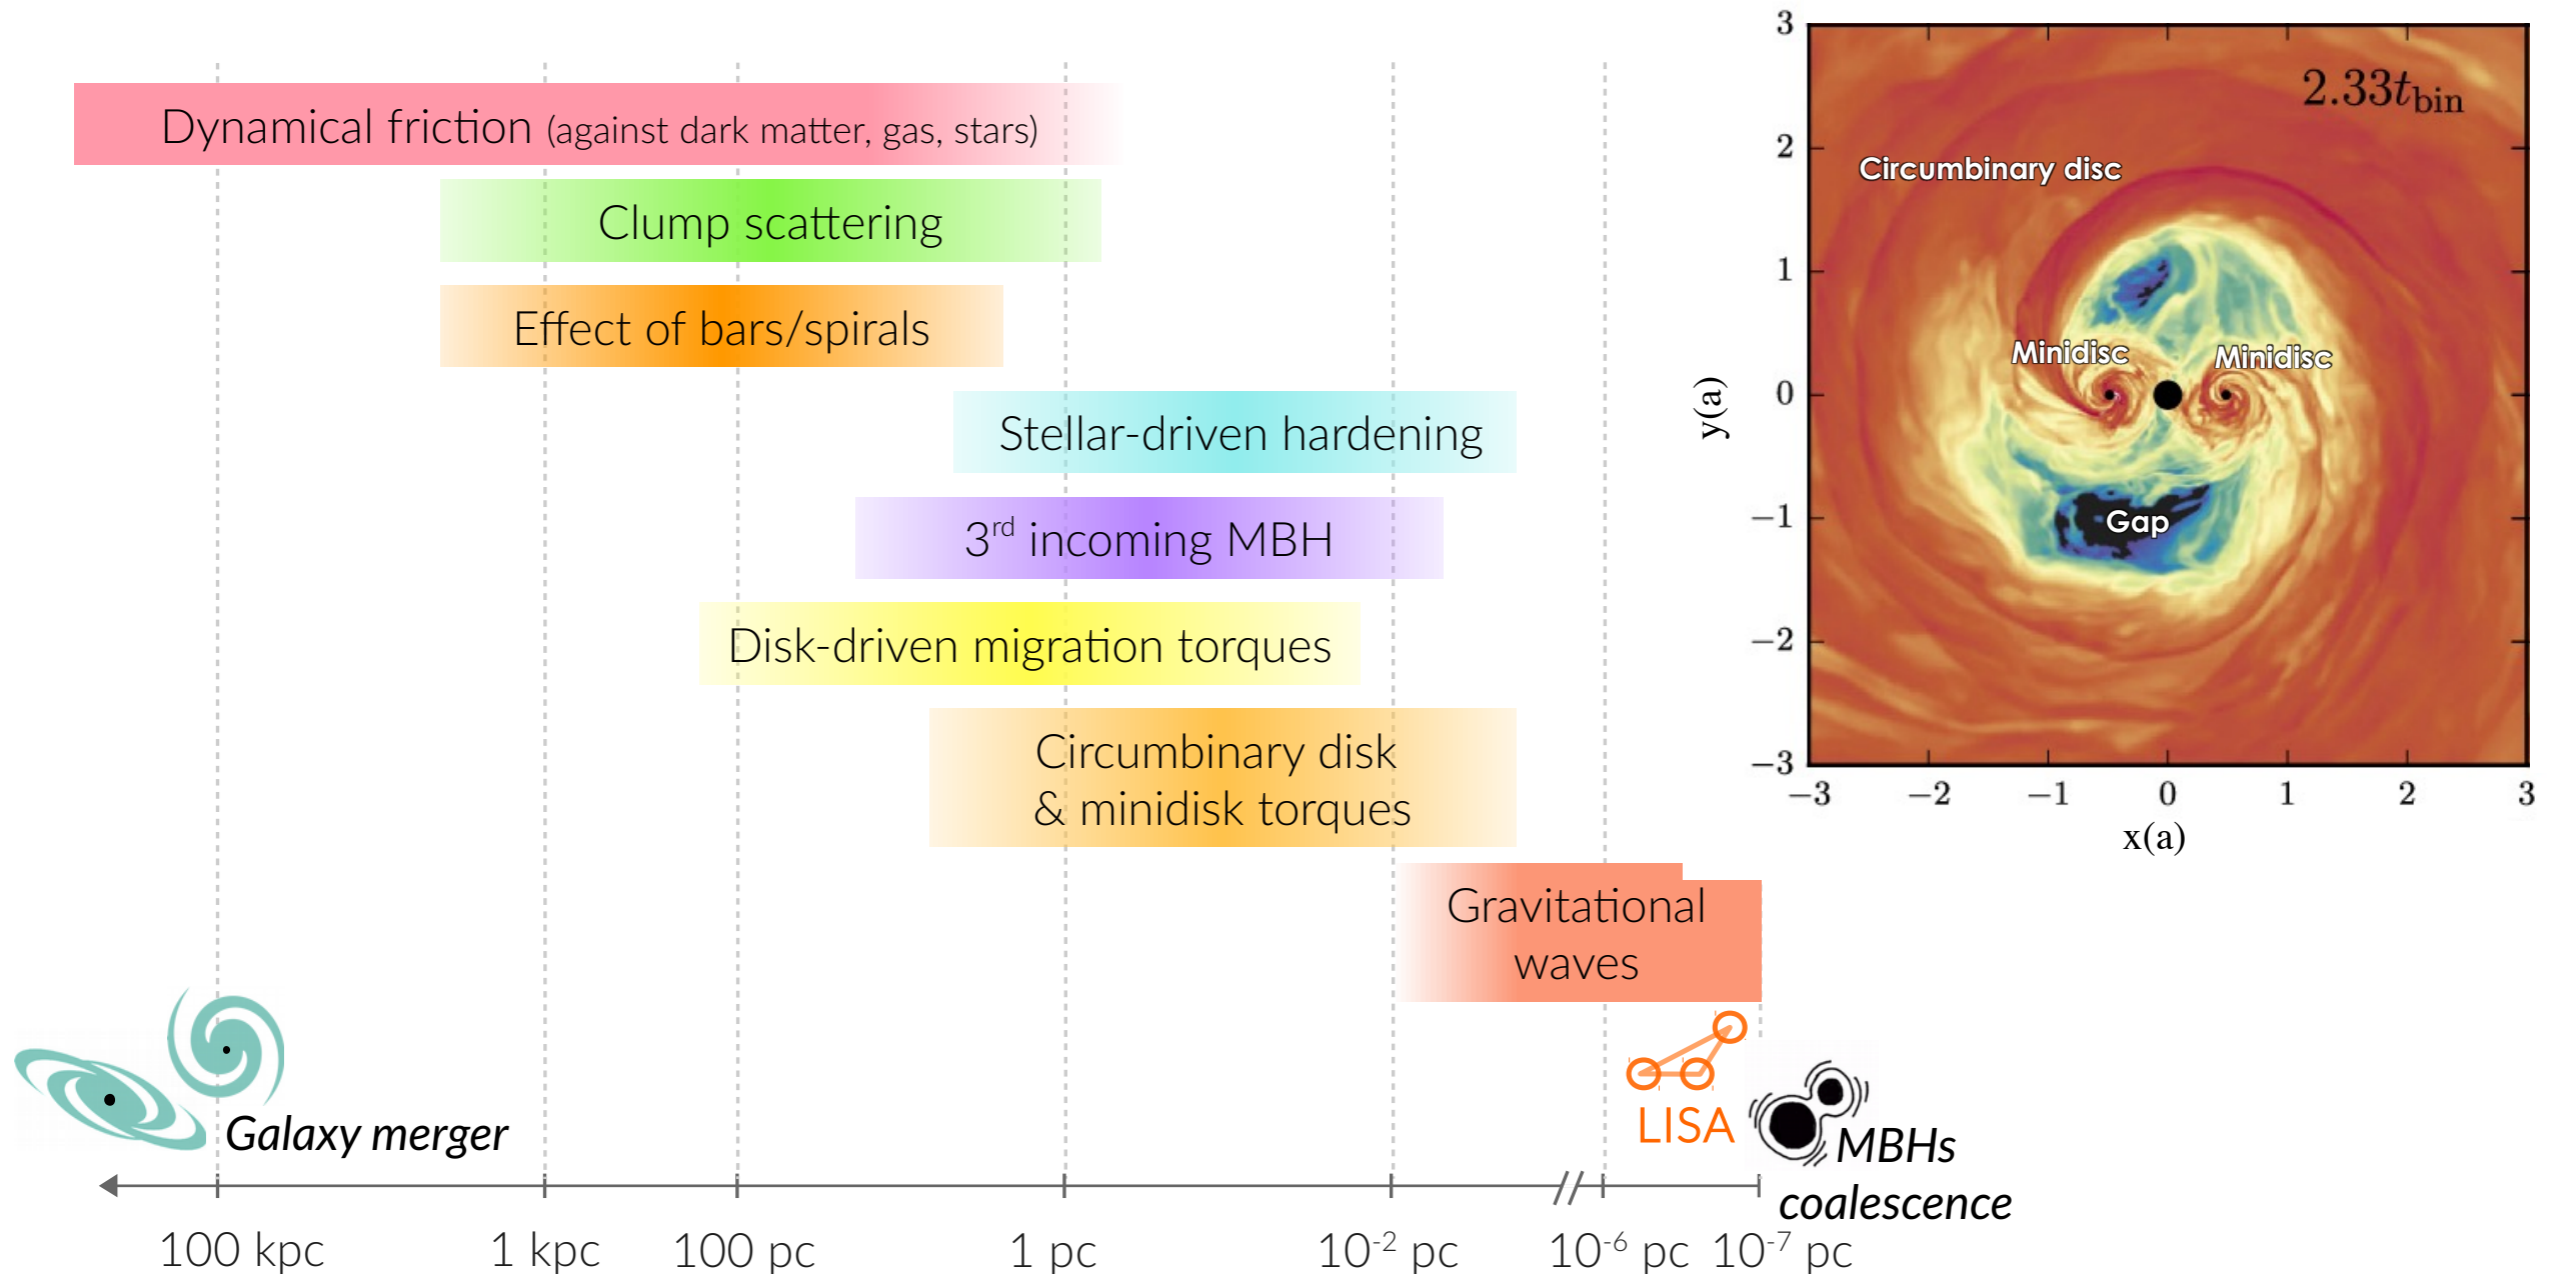 Dynamical friction (against dark matter, gas, stars)
Clump scattering
Effect of bars/spirals
Stellar-driven hardening
3rd incoming MBH
Disk-driven migration torques
Circumbinary disk
& minidisk torques
Gravitational
waves
Galaxy merger
LISA
MBHs
coalescence
100 kpc
1 kpc
100 pc
1 pc
10-2 pc
10-6 pc
10-7 pc
2.33tbin
Circumbinary disc
Minidisc
Minidisc
Gap
y(a)
3
2
1
0
−1
−2
−3
−3
−2
−1
0
1
2
3
x(a)